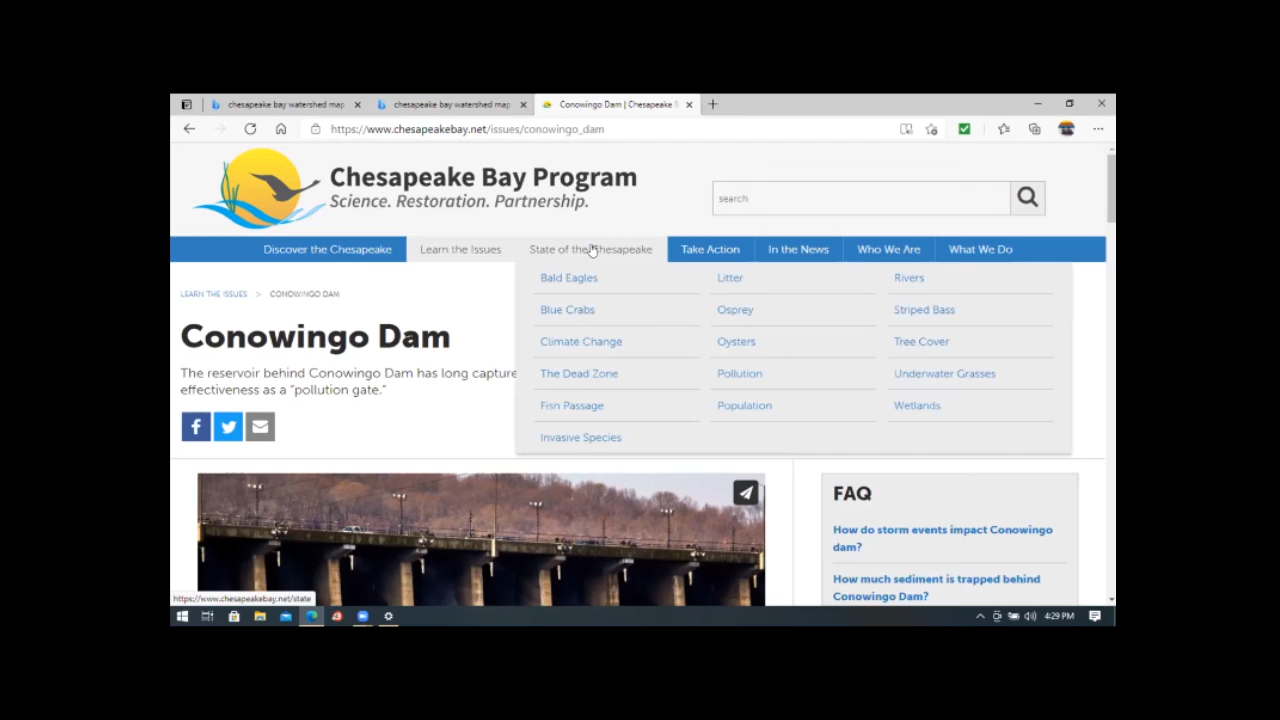 chesapeake bay watershed map
chesapeake bay watershed map
Conowingo Dam | Chesapeake B
https://www.chesapeakebay.net/issues/conowingo_dam
Chesapeake Bay Program
Science. Restoration. Partnership.
search
Discover the Chesapeake
Learn the Issues
State of the Chesapeake
Take Action
In the News
Who We Are
What We Do
Bald Eagles
Litter
Rivers
Blue Crabs
Osprey
Striped Bass
Climate Change
Oysters
Tree Cover
The Dead Zone
Pollution
Underwater Grasses
Fish Passage
Population
Wetlands
Invasive Species
LEARN THE ISSUES > CONOWINGO DAM
Conowingo Dam
The reservoir behind Conowingo Dam has long capture
effectiveness as a “pollution gate.”
FAQ
How do storm events impact Conowingo
dam?
How much sediment is trapped behind
Conowingo Dam?
https://www.chesapeakebay.net/state
4:29 PM